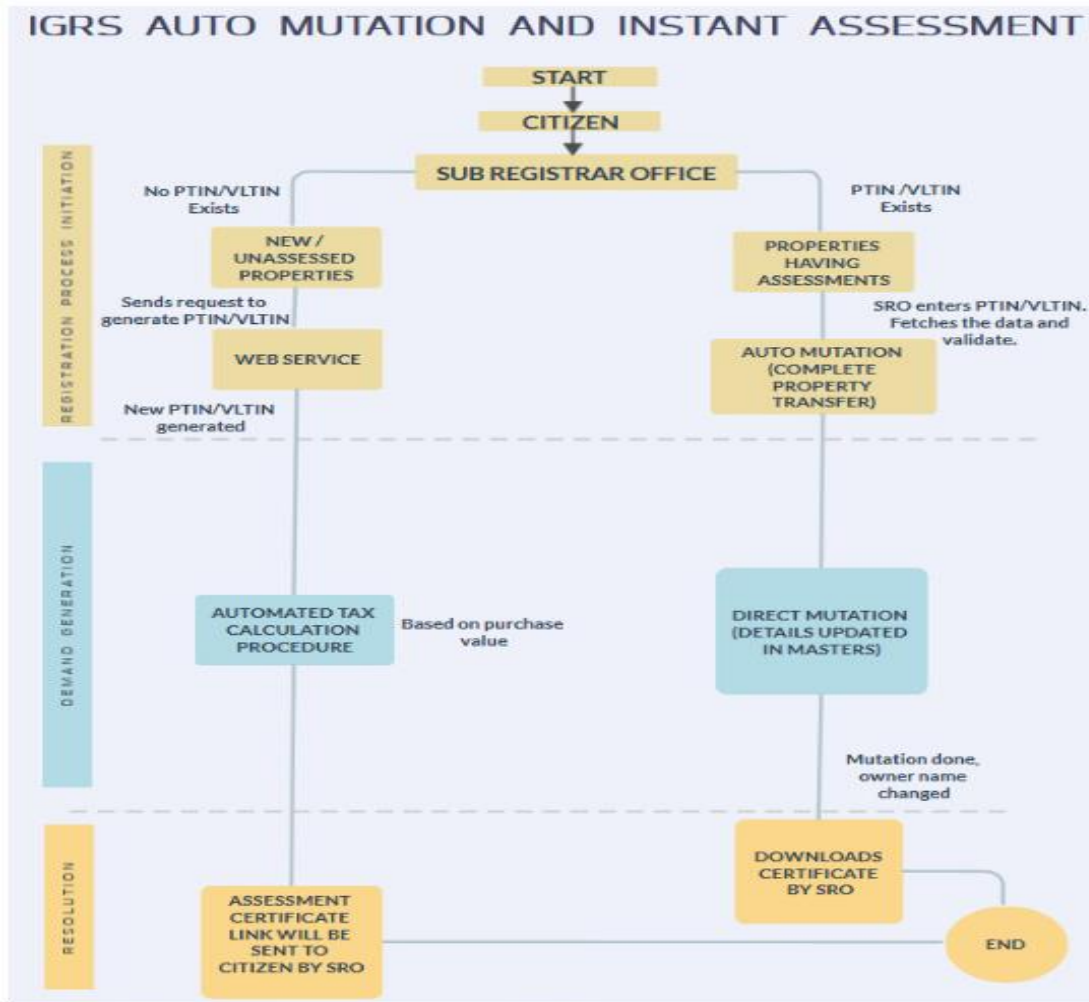 IGRS AUTO MUTATION AND INSTANT ASSESSMENT
START
CITIZEN
SUB REGISTRAR OFFICE
REGISTRATION PROCESS INITIATION
No PTIN/VLTIN
Exists
PTIN /VLTIN
Exists
NEW /
UNASSESSED
PROPERTIES
PROPERTIES
HAVING
ASSESSMENTS
Sends request to
generate PTIN/VLTIN
SRO enters PTIN/VLTIN.
Fetches the data and
validate.
WEB SERVICE
AUTO MUTATION
(COMPLETE
PROPERTY
TRANSFER)
New PTIN/VLTIN
generated
DEMAND GENERATION
AUTOMATED TAX
CALCULATION
PROCEDURE
Based on purchase
value
DIRECT MUTATION
(DETAILS UPDATED
IN MASTERS)
Mutation done,
owner name
changed
RESOLUTION
DOWNLOADS
CERTIFICATE
BY SRO
ASSESSMENT
CERTIFICATE
LINK WILL BE
SENT TO
CITIZEN BY SRO
END